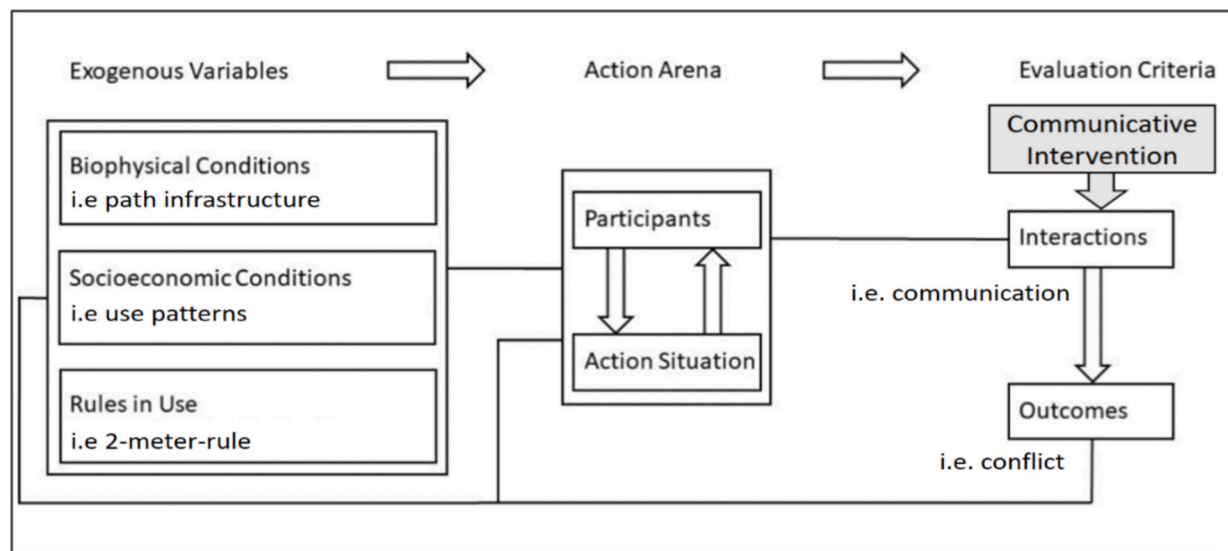 Exogenous Variables
Action Arena
Evaluation Criteria
Biophysical Conditions
i.e path infrastructure
Socioeconomic Conditions
i.e use patterns
Rules in Use
i.e 2-meter-rule
Participants
Action Situation
Communicative
Intervention
Interactions
i.e. communication
Outcomes
i.e. conflict